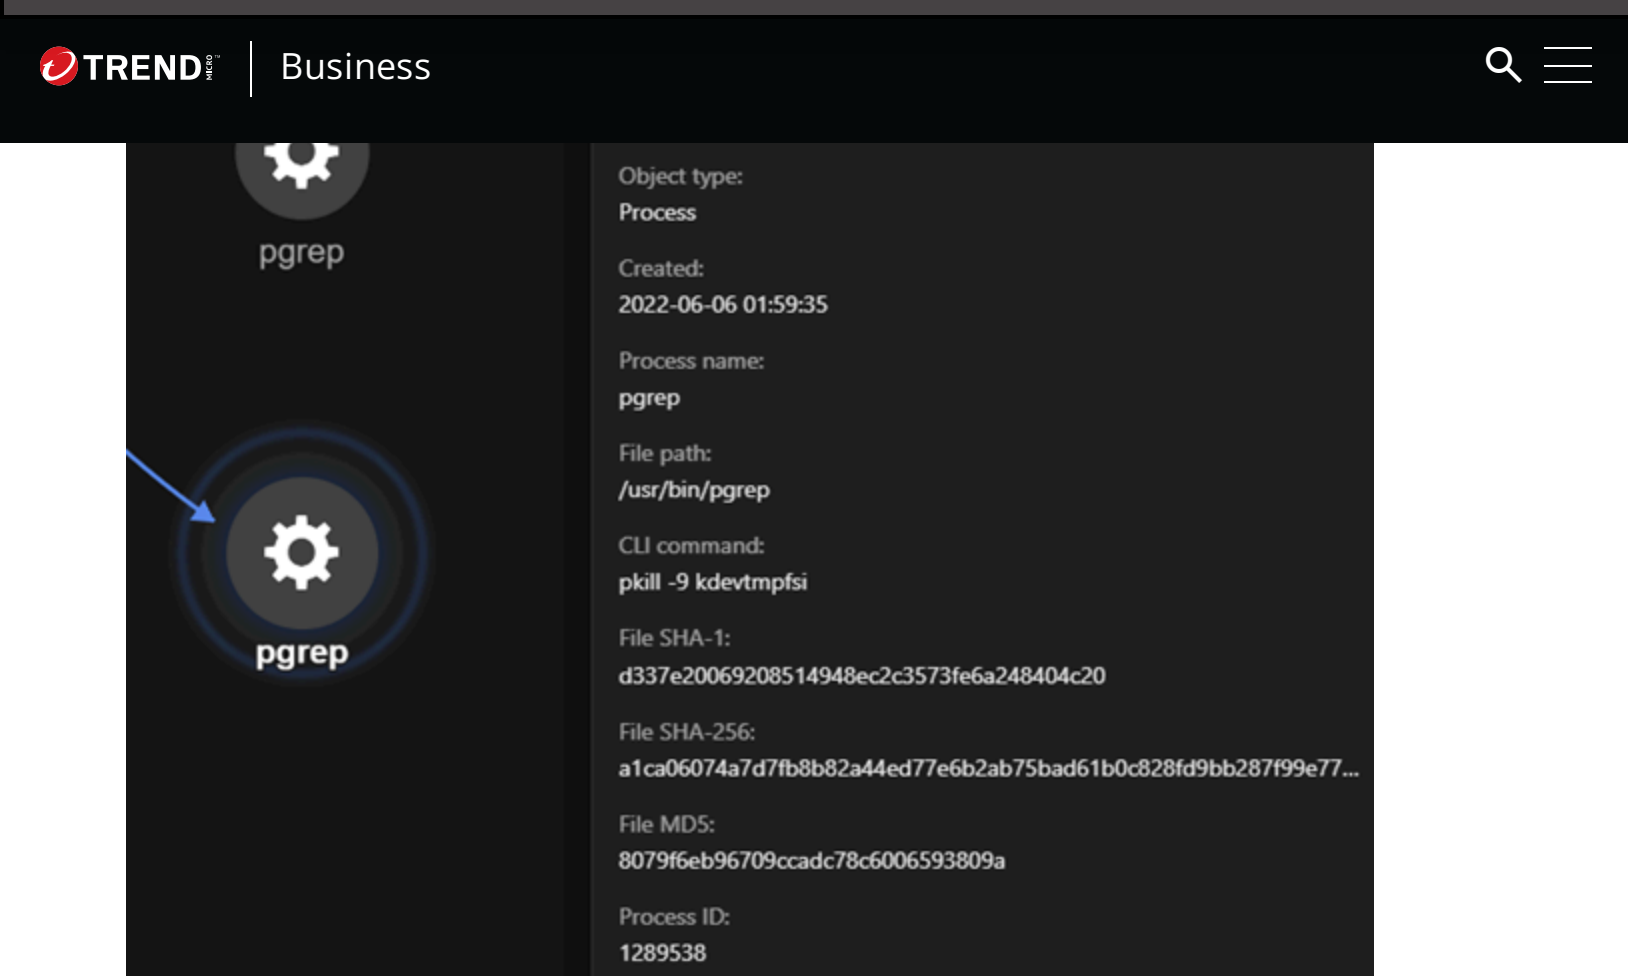 TREND MICRO™ Business
pgrep
pgrep
Object type:
Process
Created:
2022-06-06 01:59:35
Process name:
pgrep
File path:
/usr/bin/pgrep
CLI command:
pkill -9 kdevtmpfsi
File SHA-1:
d337e20069208514948ec2c3573fe6a248404c20
File SHA-256:
a1ca06074a7d7fb8b82a44ed77e6b2ab75bad61b0c828fd9bb287f99e77...
File MD5:
8079f6eb96709ccadc78c6006593809a
Process ID:
1289538